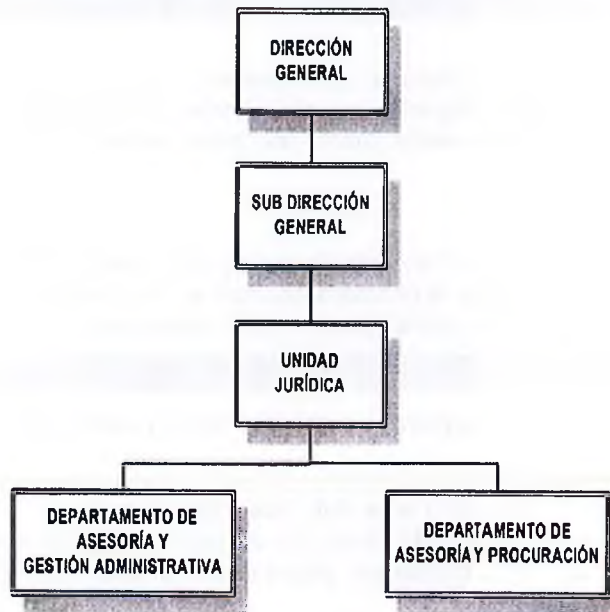 DIRECCIÓN
GENERAL
SUB DIRECCIÓN
GENERAL
UNIDAD
JURÍDICA
DEPARTAMENTO DE
ASESORÍA Y
GESTIÓN ADMINISTRATIVA
DEPARTAMENTO DE
ASESORÍA Y PROCURACIÓN